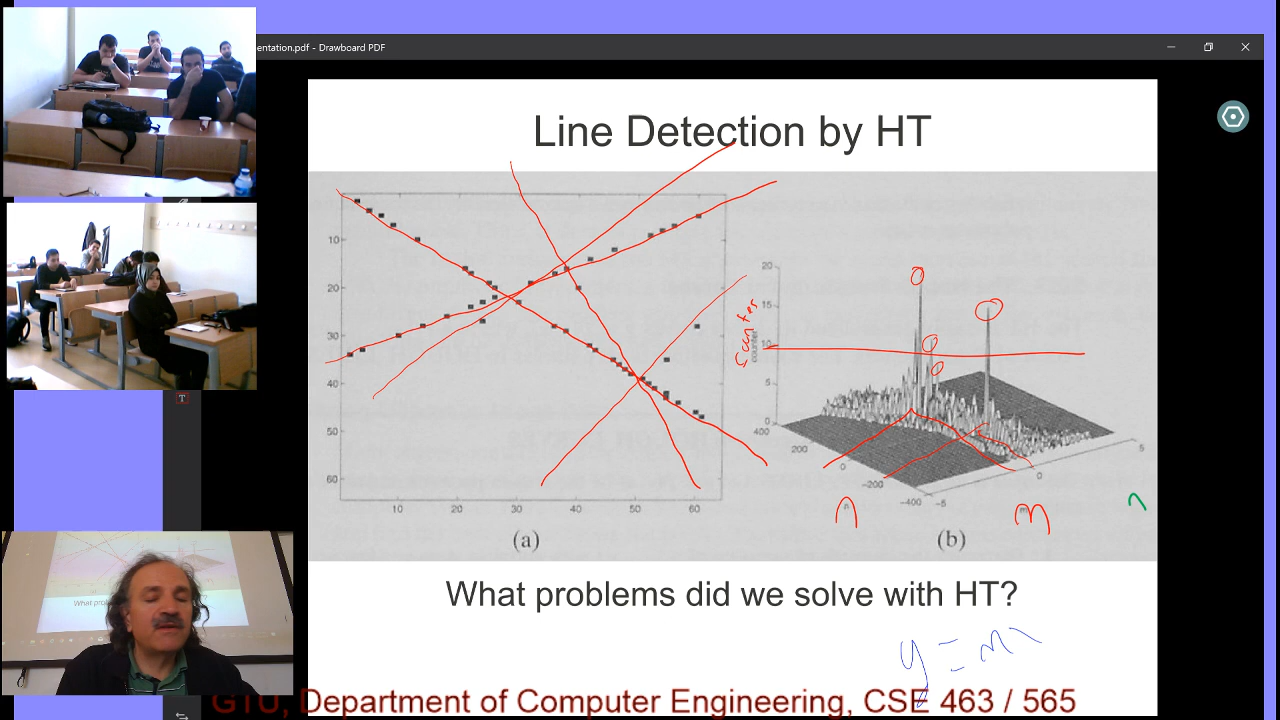 entation.pdf - Drawboard PDF
Line Detection by HT
10
20
30
40
50
60
10
20
30
40
50
60
(a)
20
15
10
5
0
counter
400
200
0
-200
-400
-5
0
5
n
m
(b)
What problems did we solve with HT?
y = m
GTU, Department of Computer Engineering, CSE 463 / 565